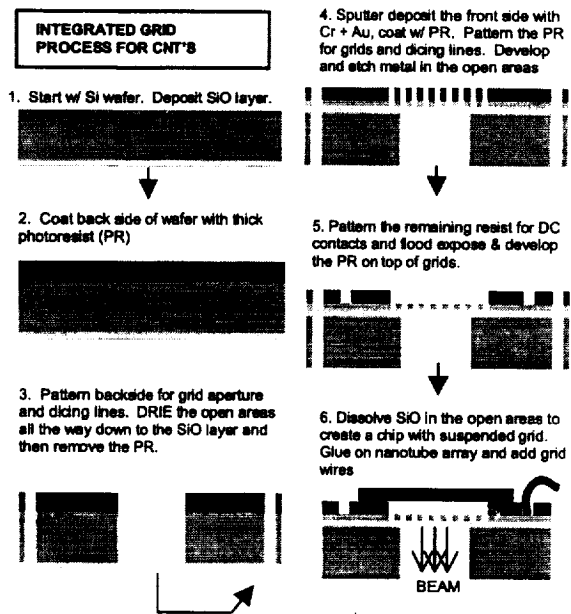 INTEGRATED GRID
PROCESS FOR CNT'S
1. Start w/ Si wafer. Deposit SiO layer.
2. Coat back side of wafer with thick
photoresist (PR)
3. Pattern backside for grid aperture
and dicing lines. DRIE the open areas
all the way down to the SiO layer and
then remove the PR.
4. Sputter deposit the front side with
Cr + Au, coat w/ PR. Pattern the PR
for grids and dicing lines. Develop
and etch metal in the open areas
5. Pattern the remaining resist for DC
contacts and flood expose & develop
the PR on top of grids.
6. Dissolve SiO in the open areas to
create a chip with suspended grid.
Glue on nanotube array and add grid
wires
BEAM